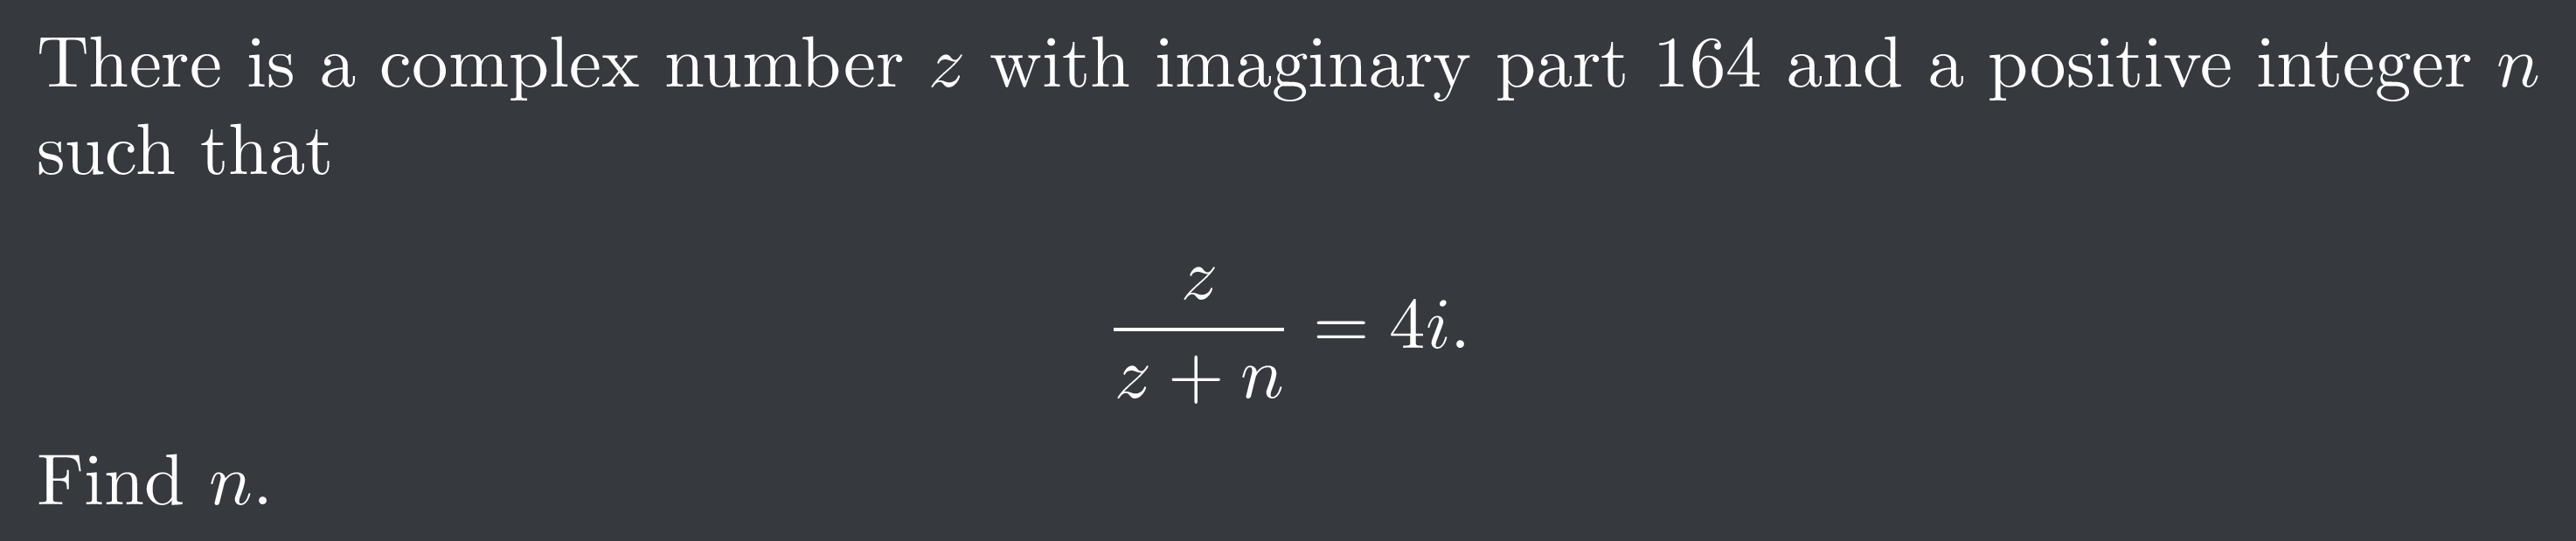 There is a complex number z with imaginary part 164 and a positive integer n
such that
z
z + n
= 4i.
Find n.